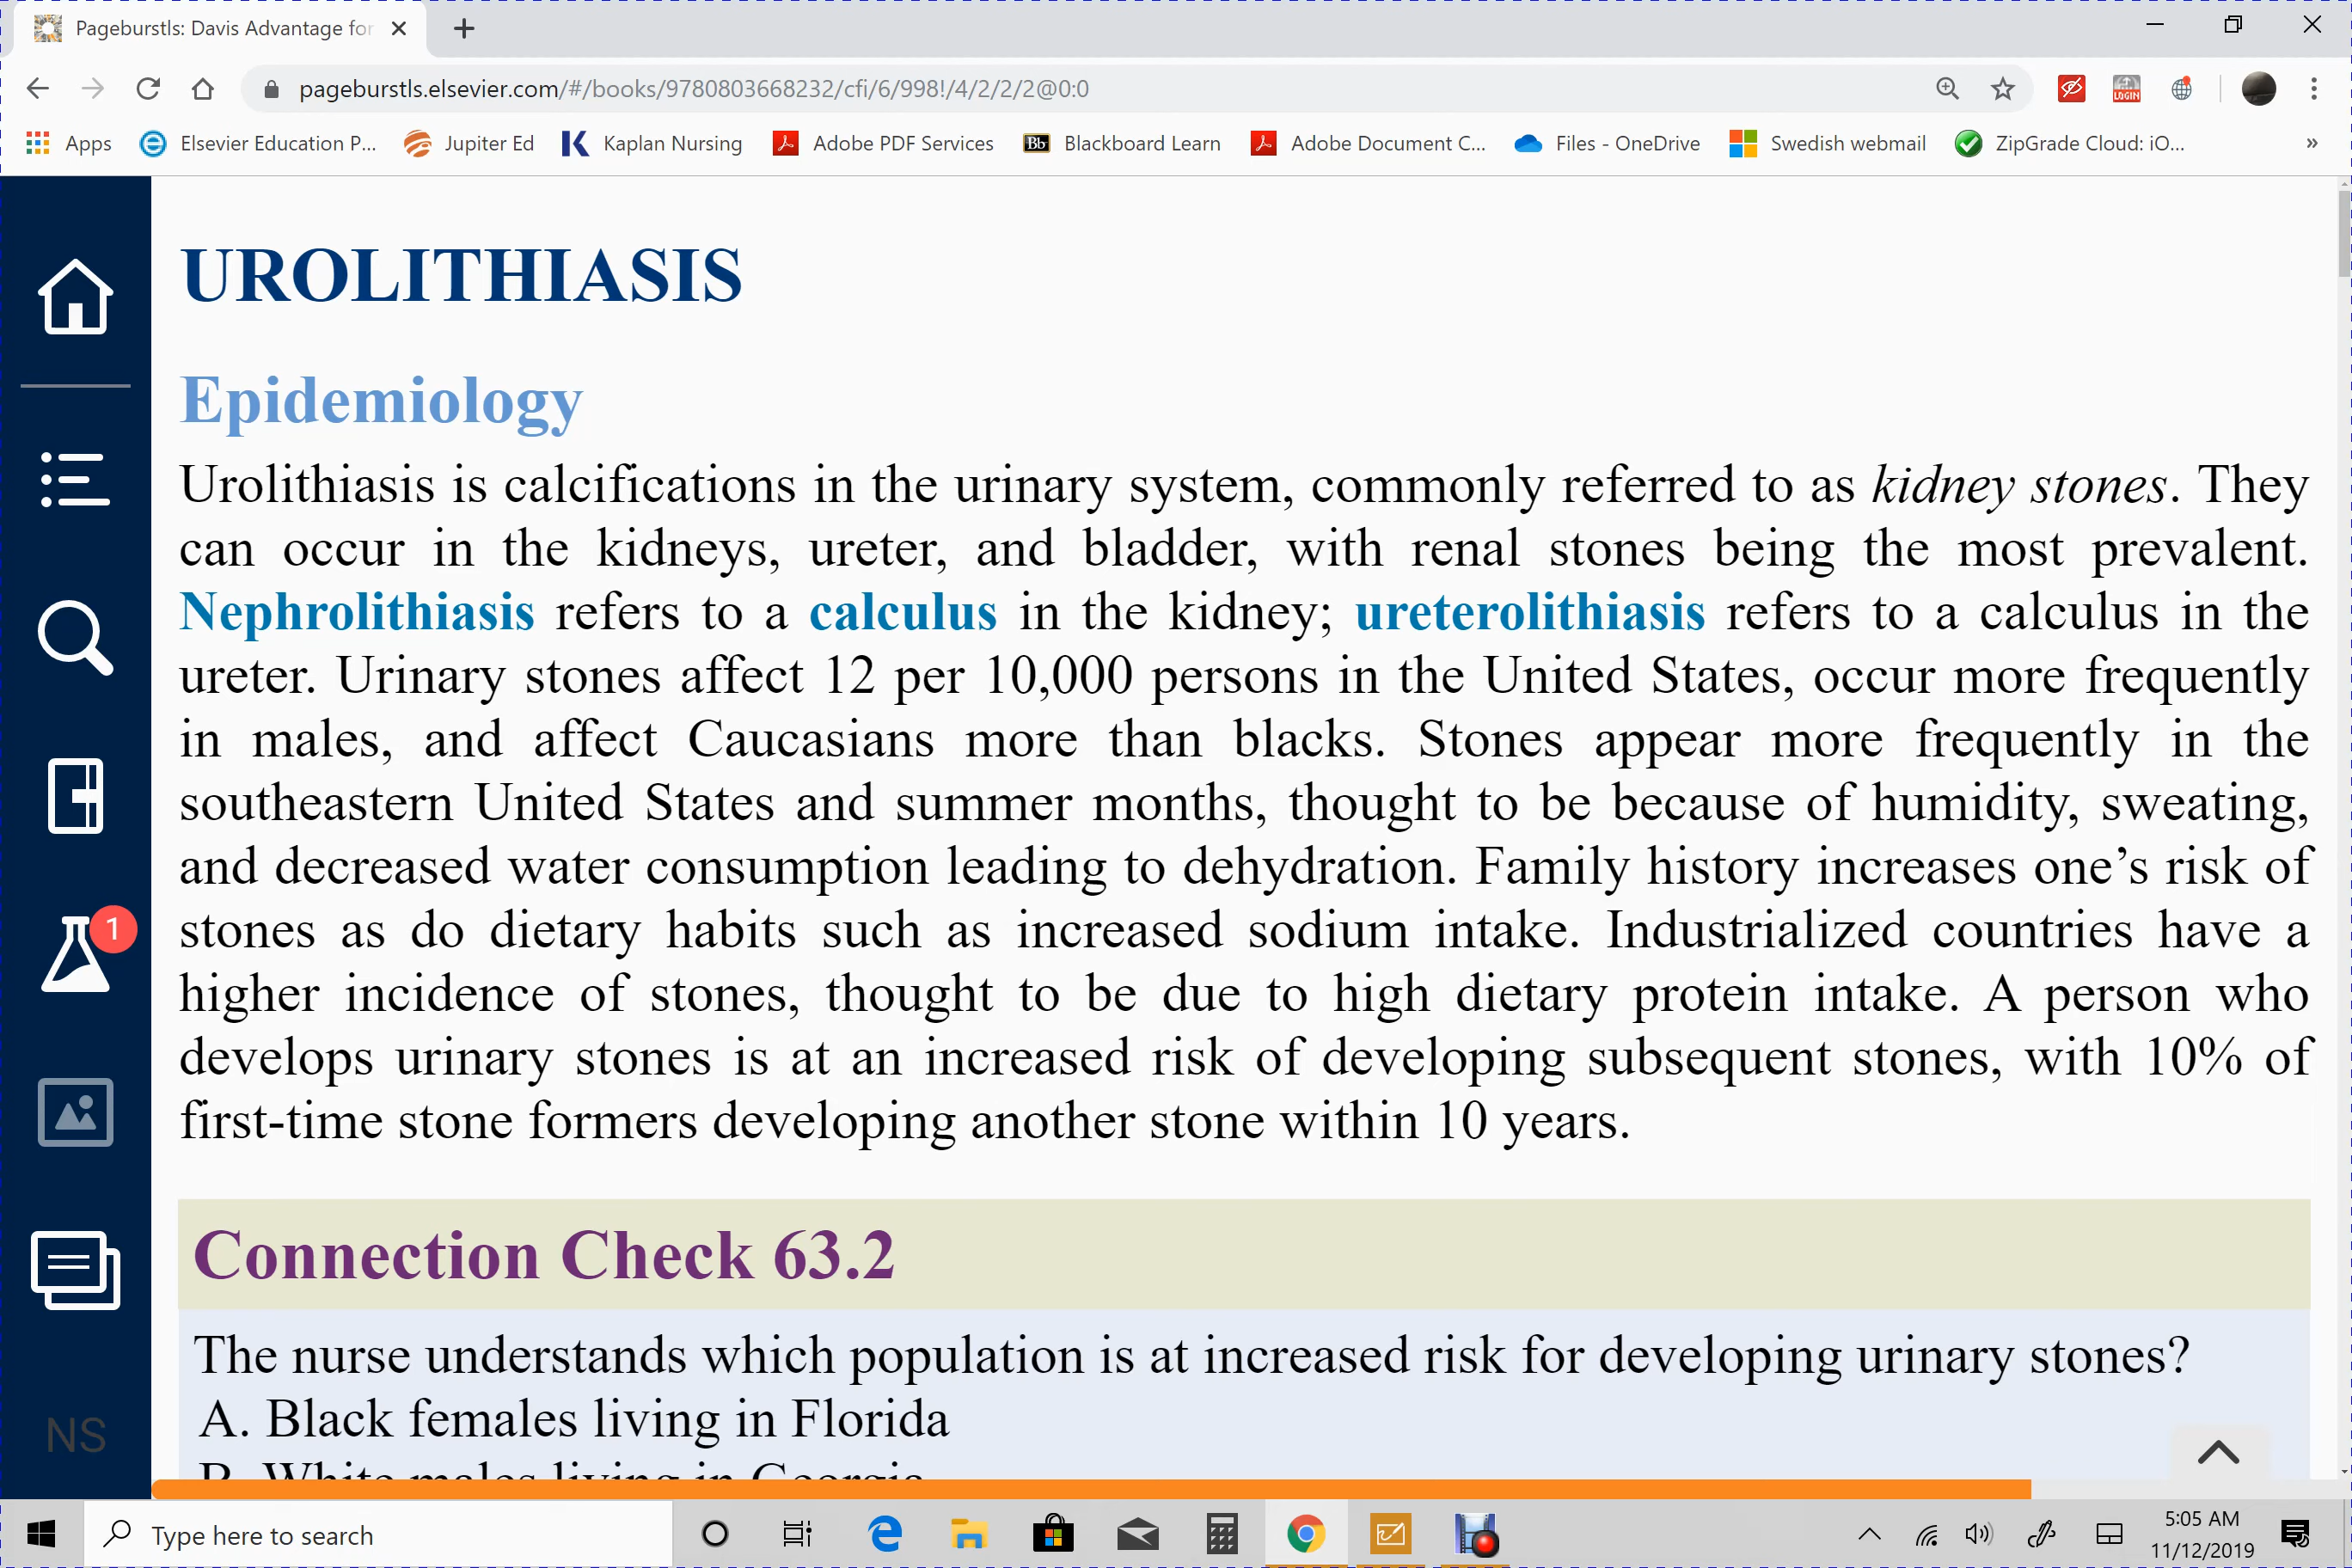 Pageburstls: Davis Advantage for
pageburstls.elsevier.com/#/books/9780803668232/cfi/6/998!/4/2/2/2@0:0
LOGIN
Apps
Elsevier Education P...
Jupiter Ed
Kaplan Nursing
Adobe PDF Services
Bb
Blackboard Learn
Adobe Document C...
Files - OneDrive
Swedish webmail
ZipGrade Cloud: iO...
UROLITHIASIS
Epidemiology
Urolithiasis is calcifications in the urinary system, commonly referred to as kidney stones. They
can occur in the kidneys, ureter, and bladder, with renal stones being the most prevalent.
Nephrolithiasis refers to a calculus in the kidney; ureterolithiasis refers to a calculus in the
ureter. Urinary stones affect 12 per 10,000 persons in the United States, occur more frequently
in males, and affect Caucasians more than blacks. Stones appear more frequently in the
southeastern United States and summer months, thought to be because of humidity, sweating,
and decreased water consumption leading to dehydration. Family history increases one’s risk of
stones as do dietary habits such as increased sodium intake. Industrialized countries have a
higher incidence of stones, thought to be due to high dietary protein intake. A person who
develops urinary stones is at an increased risk of developing subsequent stones, with 10% of
first-time stone formers developing another stone within 10 years.
Connection Check 63.2
The nurse understands which population is at increased risk for developing urinary stones?
A. Black females living in Florida
B. White males living in Georgia
1
NS
Type here to search
5:05 AM
11/12/2019